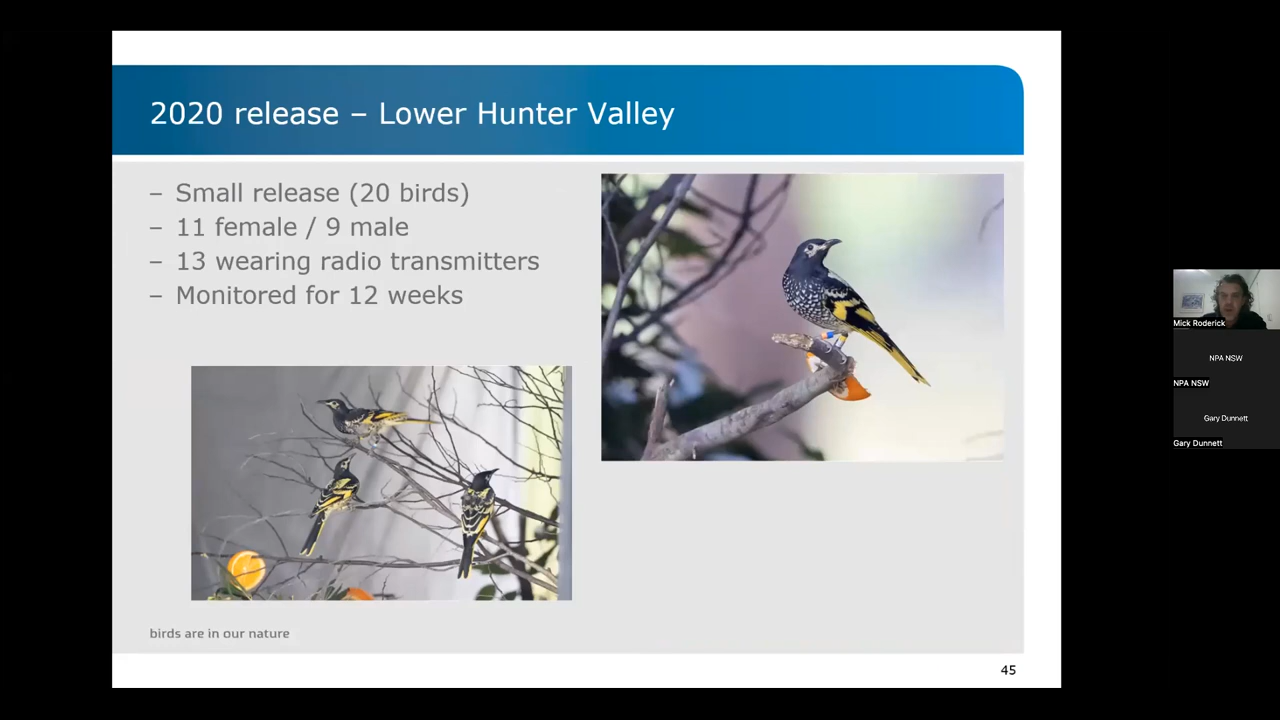 2020 release – Lower Hunter Valley
– Small release (20 birds)
– 11 female / 9 male
– 13 wearing radio transmitters
– Monitored for 12 weeks
birds are in our nature
45
Mick Roderick
NPA NSW
NPA NSW
Gary Dunnett
Gary Dunnett